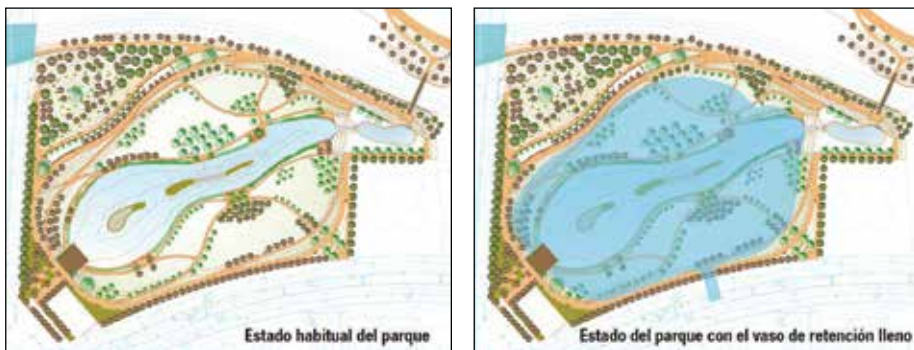 Estado habitual del parque
Estado del parque con el vaso de retención lleno